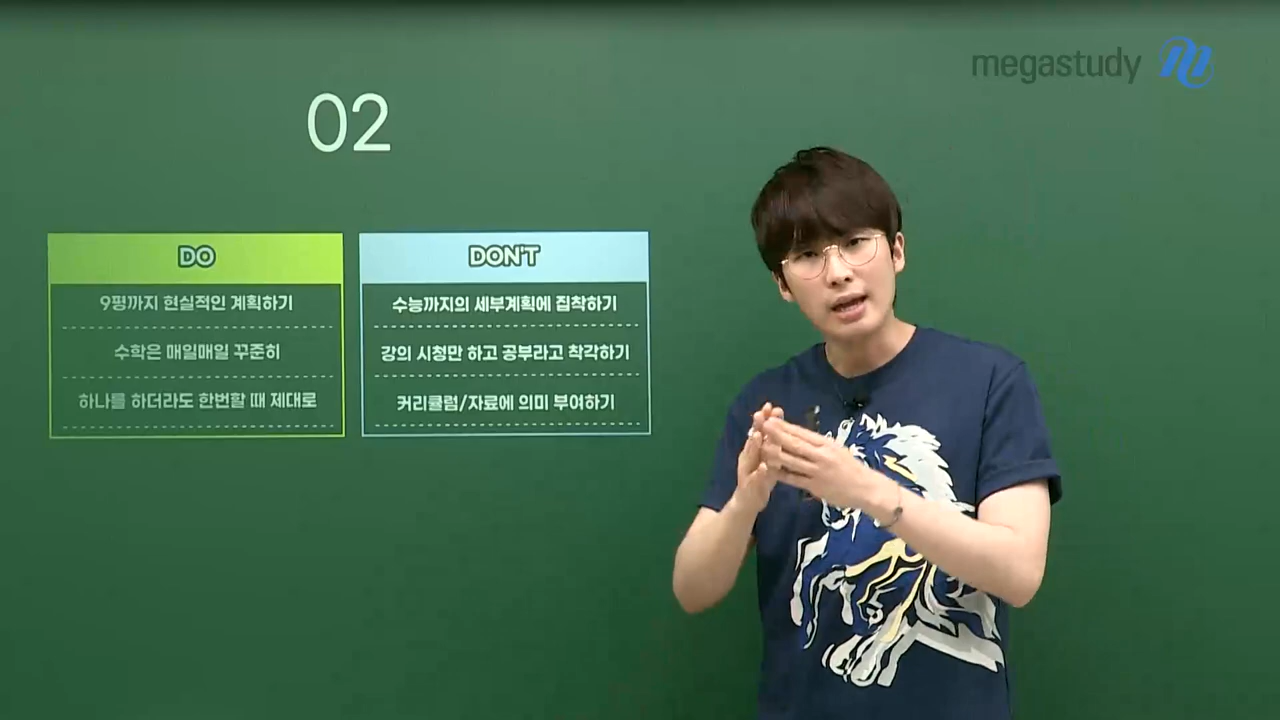 megastudy
02
DO
9평까지 현실적인 계획하기
수학은 매일매일 꾸준히
하나를 하더라도 한번할 때 제대로
DON'T
수능까지의 세부계획에 집착하기
강의 시청만 하고 공부라고 착각하기
커리큘럼/자료에 의미 부여하기